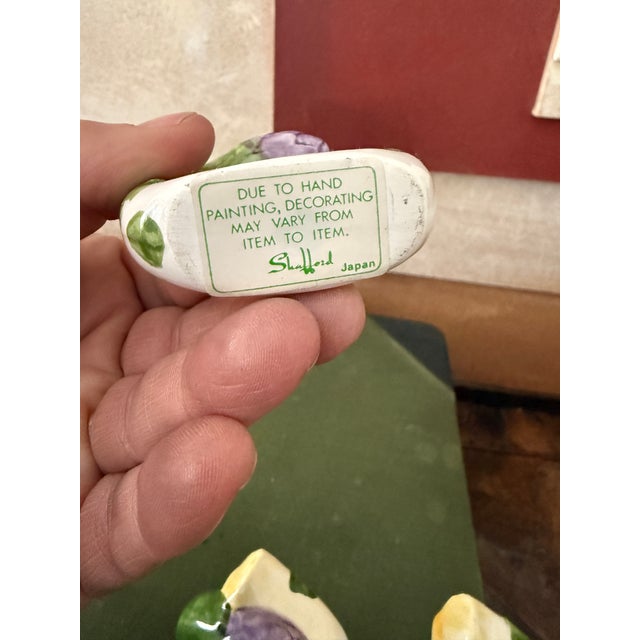 DUE TO HAND
PAINTING, DECORATING
MAY VARY FROM
ITEM TO ITEM.
Shafford Japan